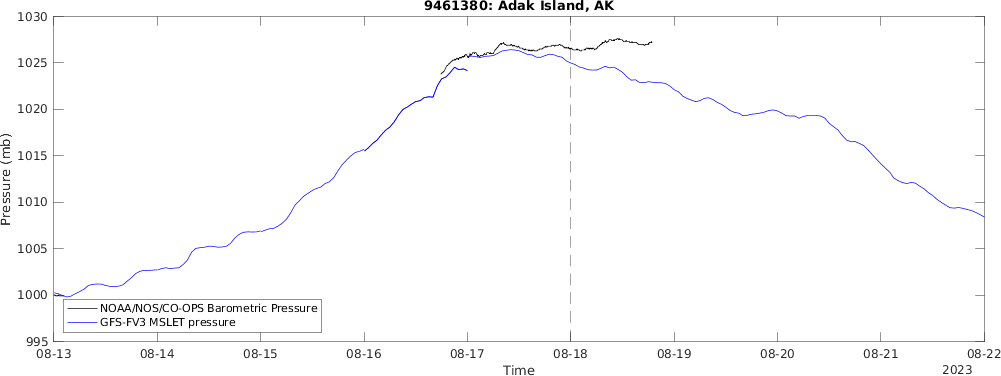 9461380: Adak Island, AK
Pressure (mb)
1030
1025
1020
1015
1010
1005
1000
995
NOAA/NOS/CO-OPS Barometric Pressure
GFS-FV3 MSLET pressure
08-13 08-14 08-15 08-16 08-17 08-18 08-19 08-20 08-21 08-22
Time
2023